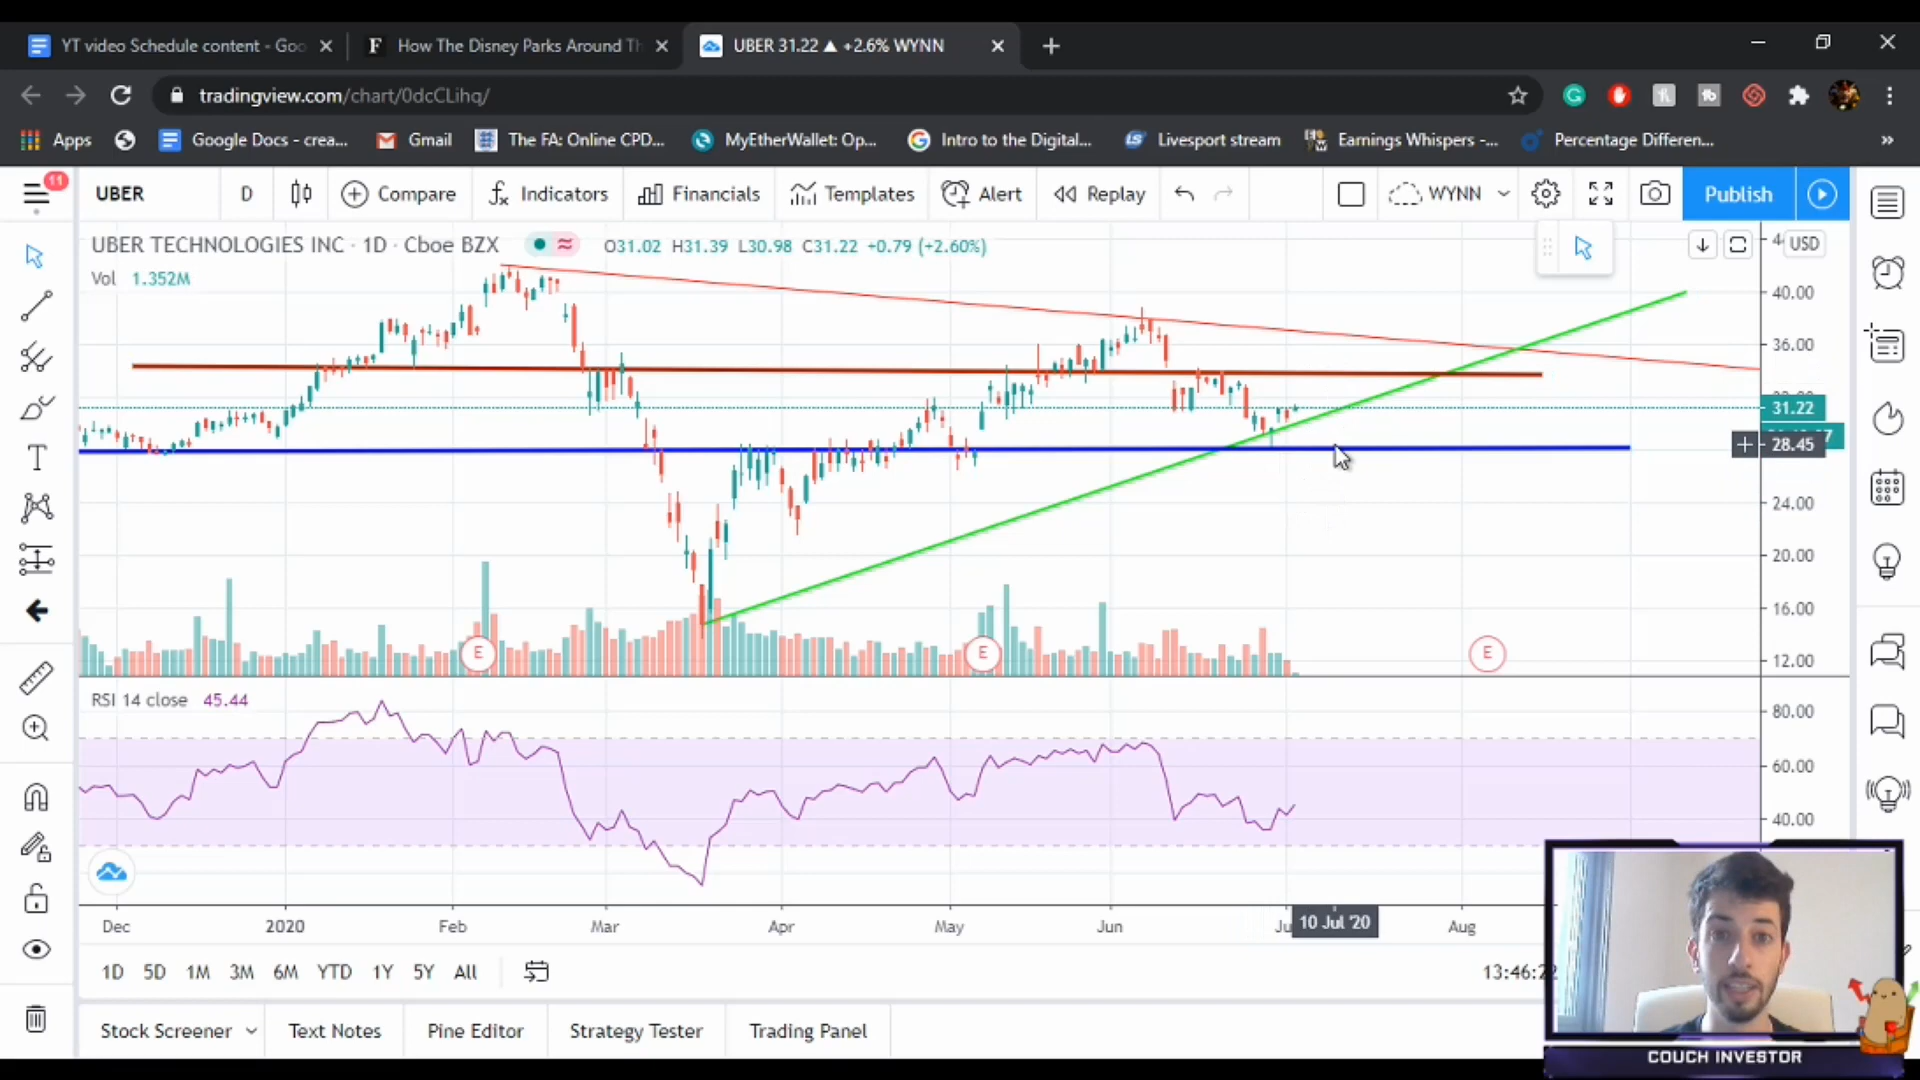 YT video Schedule content - Goo
How The Disney Parks Around Th
UBER 31.22 ▲ +2.6% WYNN
tradingview.com/chart/0dcCLihq/
Apps
Google Docs - crea...
Gmail
The FA: Online CPD...
MyEtherWallet: Op...
Intro to the Digital...
Livesport stream
Earnings Whispers -...
Percentage Differen...
»
11
UBER
D
Compare
Indicators
Financials
Templates
Alert
Replay
WYNN
Publish
UBER TECHNOLOGIES INC · 1D · Cboe BZX
O31.02 H31.39 L30.98 C31.22 +0.79 (+2.60%)
USD
Vol 1.352M
40.00
36.00
31.22
28.45
24.00
20.00
16.00
12.00
E
E
E
RSI 14 close 45.44
80.00
60.00
40.00
Dec
2020
Feb
Mar
Apr
May
Jun
10 Jul '20
Aug
1D
5D
1M
3M
6M
YTD
1Y
5Y
All
13:46:22
Stock Screener
Text Notes
Pine Editor
Strategy Tester
Trading Panel
COUCH INVESTOR